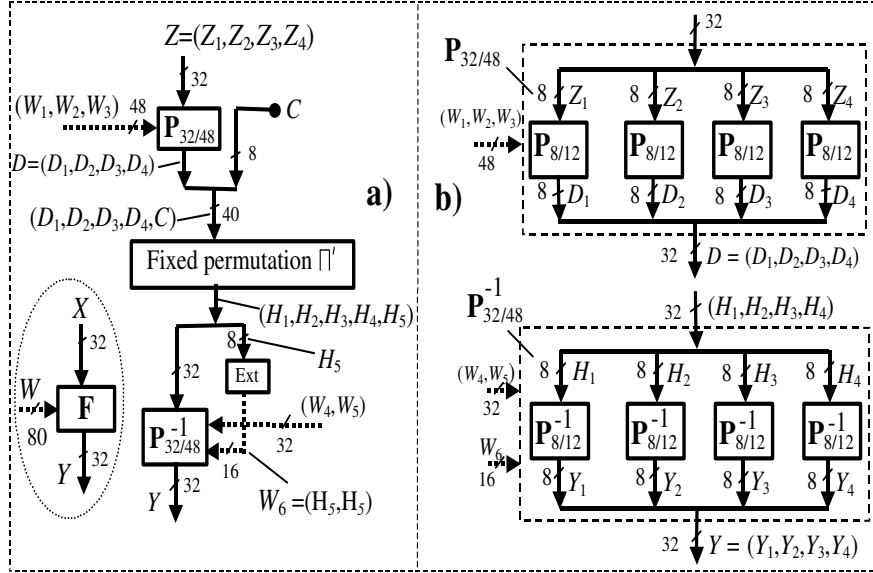 Z=(Z1,Z2,Z3,Z4)
32
(W1,W2,W3) 48
P32/48
C
8
D=(D1,D2,D3,D4)
(D1,D2,D3,D4,C)
40
a)
Fixed permutation Π'
(H1,H2,H3,H4,H5)
8
H5
32
Ext
(W4,W5)
32
P-1 32/48
16
32
Y
W6=(H5,H5)
X
32
W
F
80
32
Y
32
P32/48
8 Z1 8 Z2 8 Z3 8 Z4
(W1,W2,W3)
48
P8/12 P8/12 P8/12 P8/12
8 D1 8 D2 8 D3 8 D4
b)
32 D = (D1,D2,D3,D4)
P-1 32/48
32 (H1,H2,H3,H4)
8 H1 8 H2 8 H3 8 H4
(W4,W5)
32
P-1 8/12 P-1 8/12 P-1 8/12 P-1 8/12
W6
16
8 Y1 8 Y2 8 Y3 8 Y4
32 Y = (Y1,Y2,Y3,Y4)